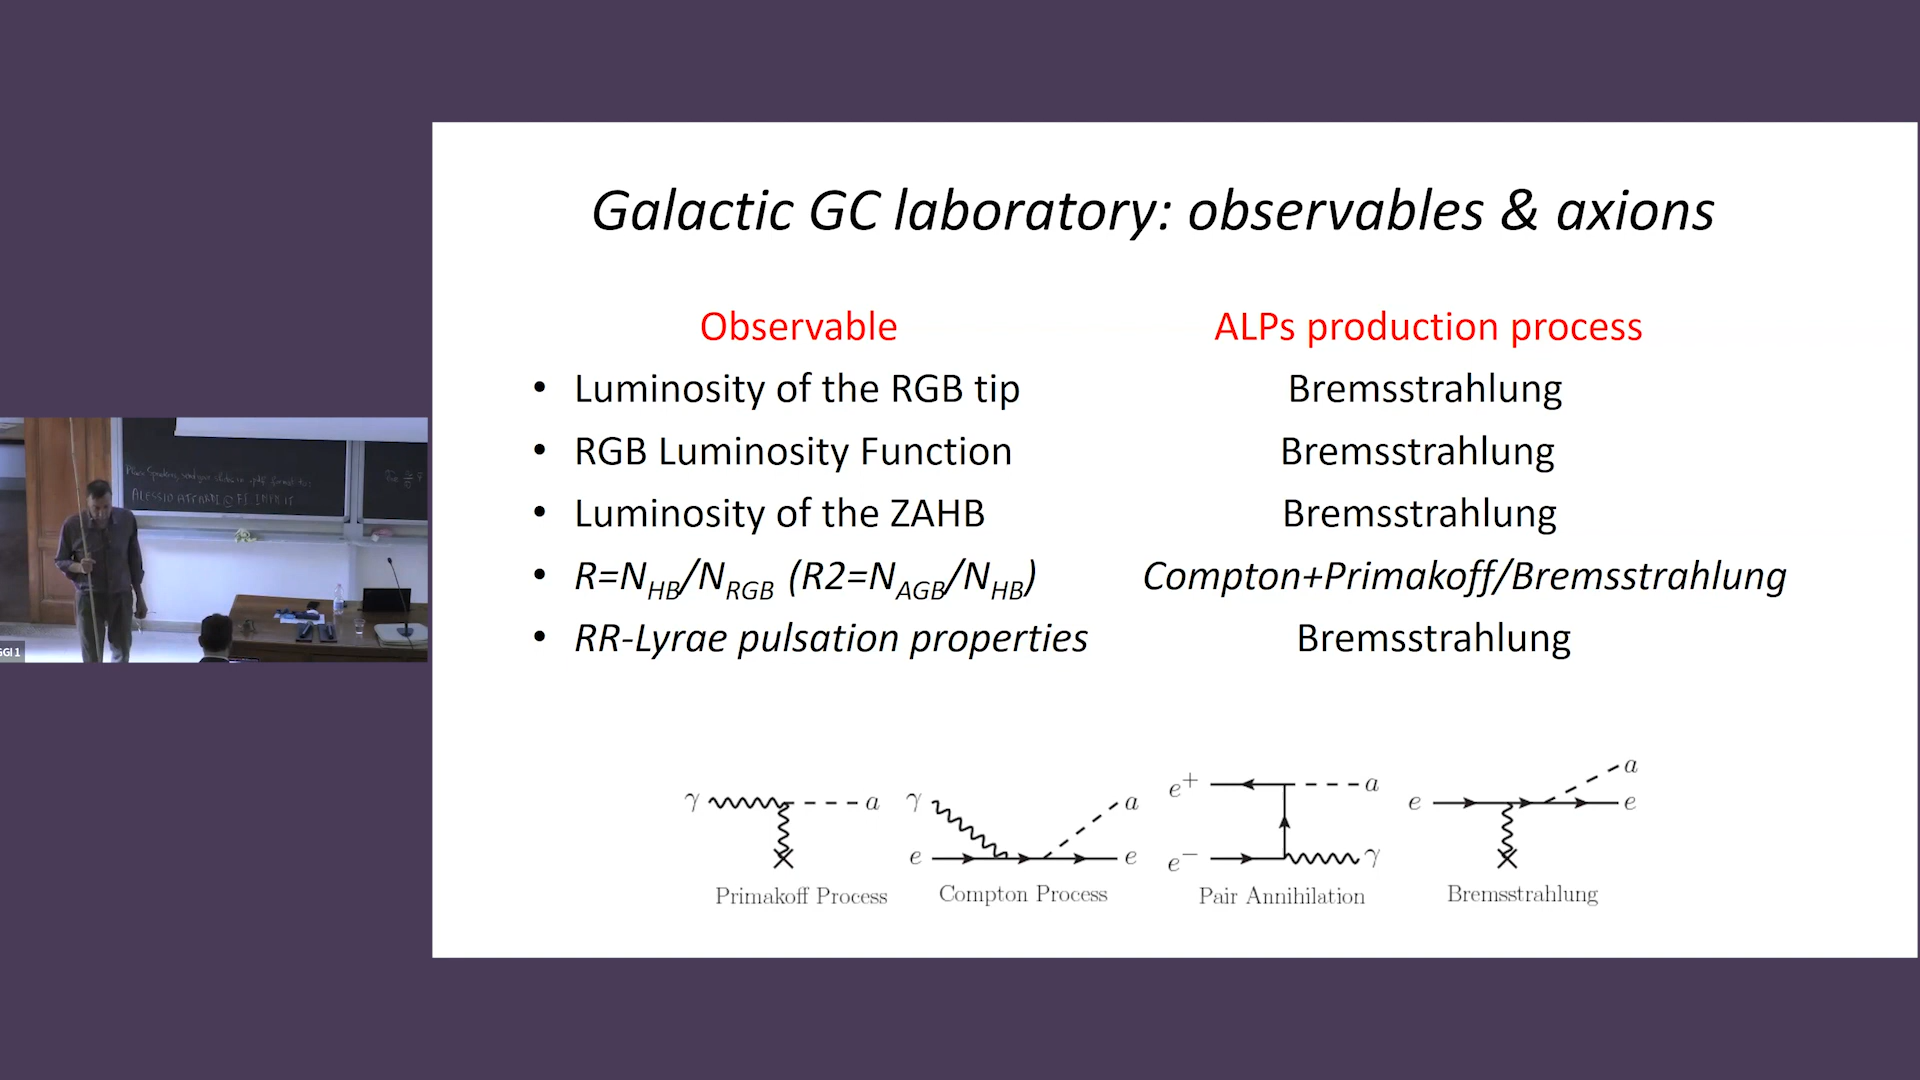 Galactic GC laboratory: observables & axions
Observable
ALPs production process
• Luminosity of the RGB tip
Bremsstrahlung
• RGB Luminosity Function
Bremsstrahlung
• Luminosity of the ZAHB
Bremsstrahlung
• R=N_HB/N_RGB (R2=N_AGB/N_HB)
Compton+Primakoff/Bremsstrahlung
• RR-Lyrae pulsation properties
Bremsstrahlung
γ a
Primakoff Process
γ a
e e
Compton Process
e+ a
e− γ
Pair Annihilation
a
e e
Bremsstrahlung
GGI 1